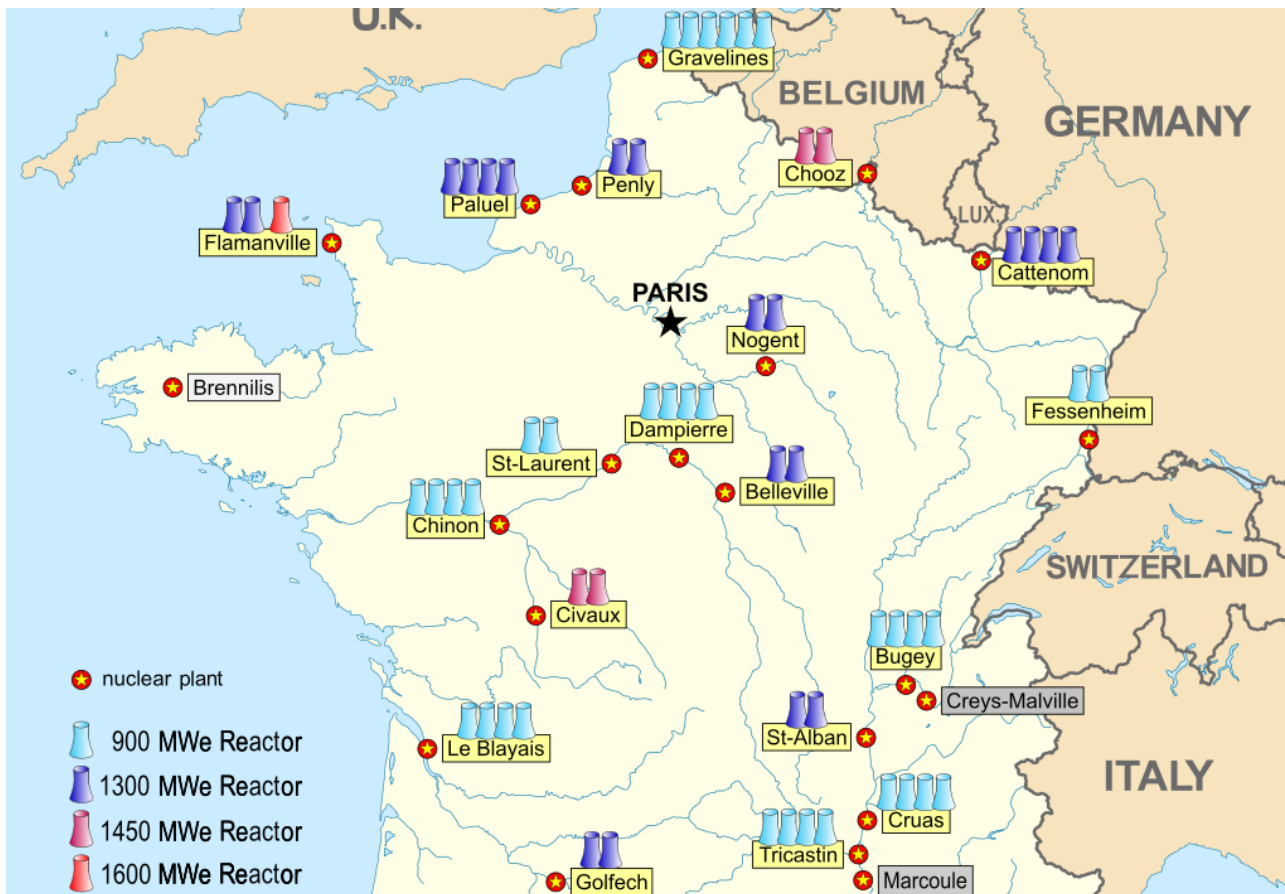 U.K.
Gravelines
BELGIUM
GERMANY
Penly
Chooz
Paluel
LUX.
Flamanville
Cattenom
PARIS
Nogent
Brennilis
Fessenheim
Dampierre
St-Laurent
Belleville
Chinon
SWITZERLAND
Civaux
Bugey
nuclear plant
Creys-Malville
St-Alban
900 MWe Reactor
Le Blayais
ITALY
1300 MWe Reactor
Cruas
1450 MWe Reactor
Tricastin
1600 MWe Reactor
Golfech
Marcoule